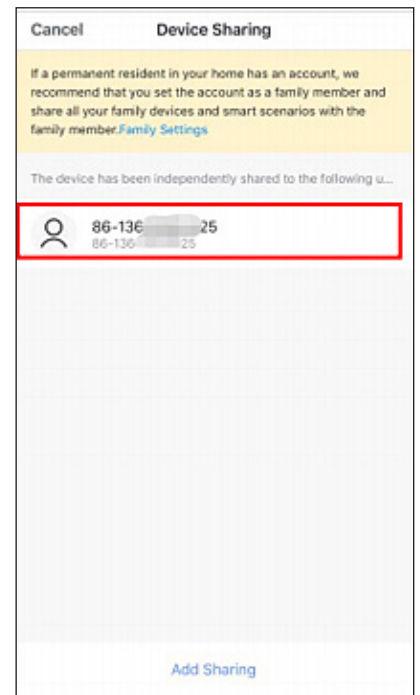 Cancel Device Sharing
If a permanent resident in your home has an account, we
recommend that you set the account as a family member and
share all your family devices and smart scenarios with the
family member.Family Settings
The device has been independently shared to the following u...
86-136 25
86-136 25
Add Sharing